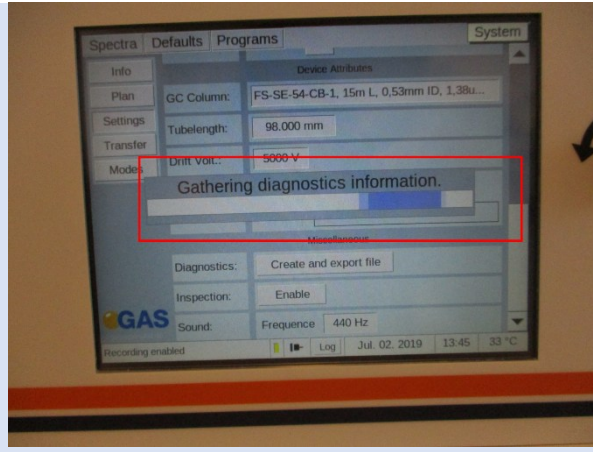 Spectra Defaults Programs System
Info Device Attributes
Plan GC Column: FS-SE-54-CB-1, 15m L, 0,53mm ID, 1,38u...
Settings Tubelength: 98.000 mm
Transfer
Modes Drift Volt.: 5000 V
Gathering diagnostics information.
Miscellaneous
Diagnostics: Create and export file
Inspection: Enable
GAS Sound: Frequence 440 Hz
Recording enabled Log Jul. 02. 2019 13:45 33 °C